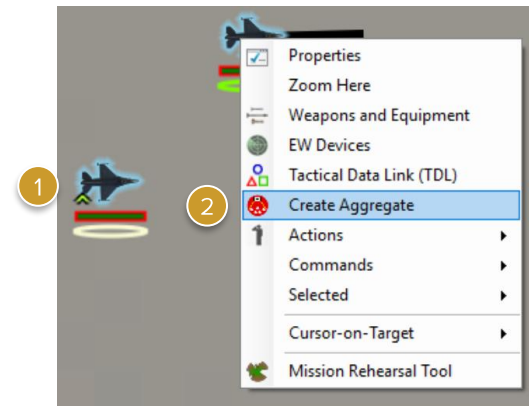 Properties
Zoom Here
Weapons and Equipment
EW Devices
Tactical Data Link (TDL)
1
2
Create Aggregate
Actions
Commands
Selected
Cursor-on-Target
Mission Rehearsal Tool